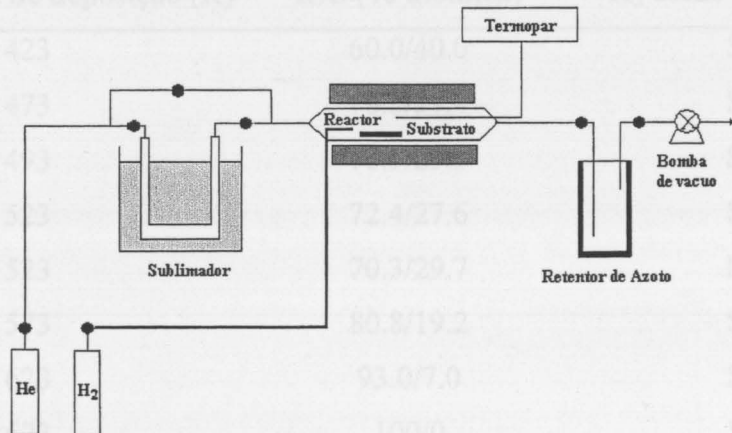 Termopar
Reactor
Substrato
Bomba
de vacuo
Sublimador
Retentor de Azoto
He
H2
423
60.0/40.0
473
493
523
72.4/27.6
70.3/29.7
80.8/19.2
93.0/7.0
100/0